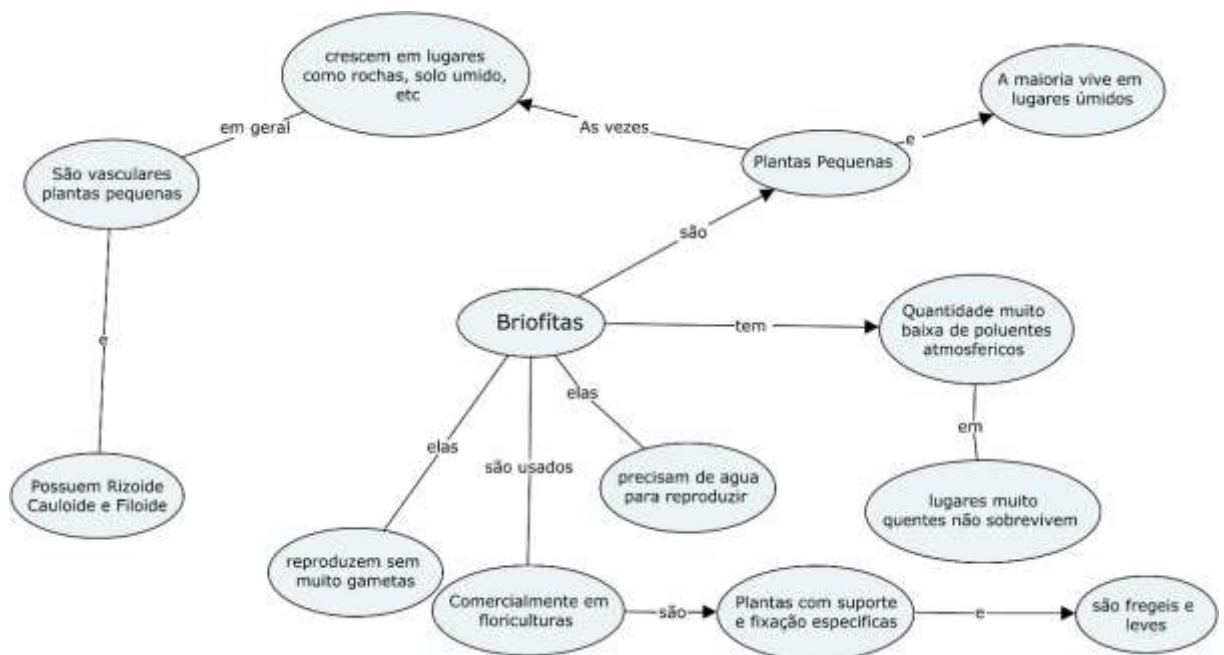 crescem em lugares
como rochas, solo umido,
etc
A maioria vive em
lugares úmidos
em geral
As vezes
e
São vasculares
plantas pequenas
Plantas Pequenas
são
Briofítas
tem
Quantidade muito
baixa de poluentes
atmosfericos
e
elas
elas
em
são usados
Possuem Rizoide
Cauloide e Filoide
precisam de agua
para reproduzir
lugares muito
quentes não sobrevivem
reproduzem sem
muito gametas
Comercialmente em
floriculturas
são
Plantas com suporte
e fixação especificas
e
são fregeis e
leves